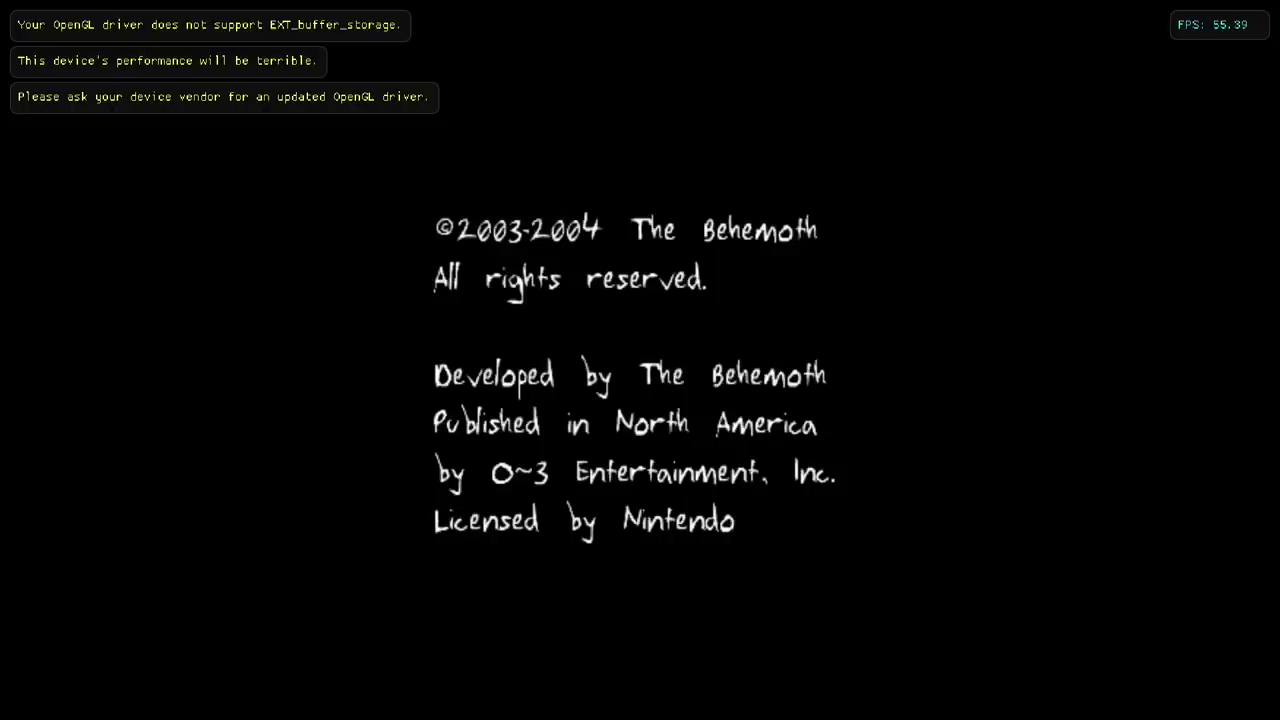 Your OpenGL driver does not support EXT_buffer_storage.
FPS: 55.39
This device's performance will be terrible.
Please ask your device vendor for an updated OpenGL driver.
©2003-2004 The Behemoth
All rights reserved.
Developed by The Behemoth
Published in North America
by O~3 Entertainment, Inc.
Licensed by Nintendo